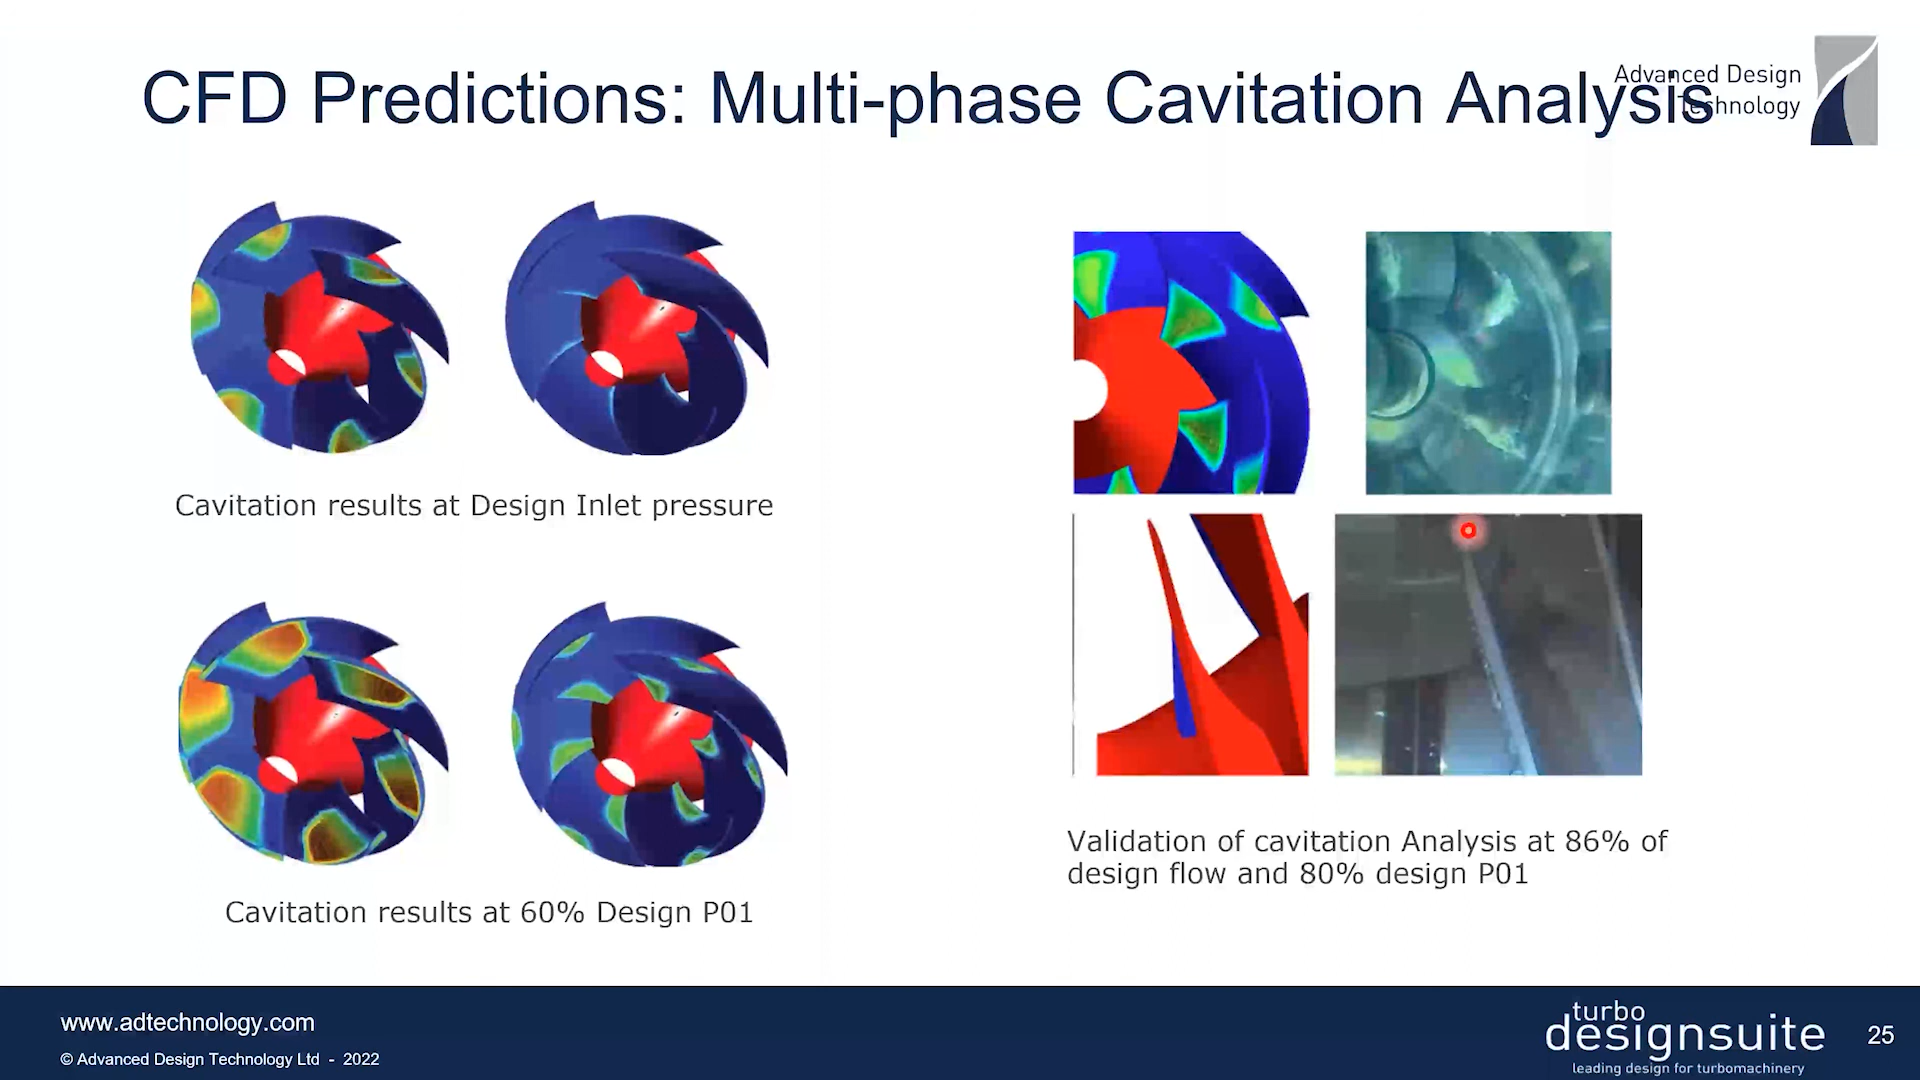 CFD Predictions: Multi-phase Cavitation Analysis
Advanced Design
Technology
Cavitation results at Design Inlet pressure
Cavitation results at 60% Design P01
Validation of cavitation Analysis at 86% of
design flow and 80% design P01
www.adtechnology.com
© Advanced Design Technology Ltd - 2022
turbo
designsuite
leading design for turbomachinery
25